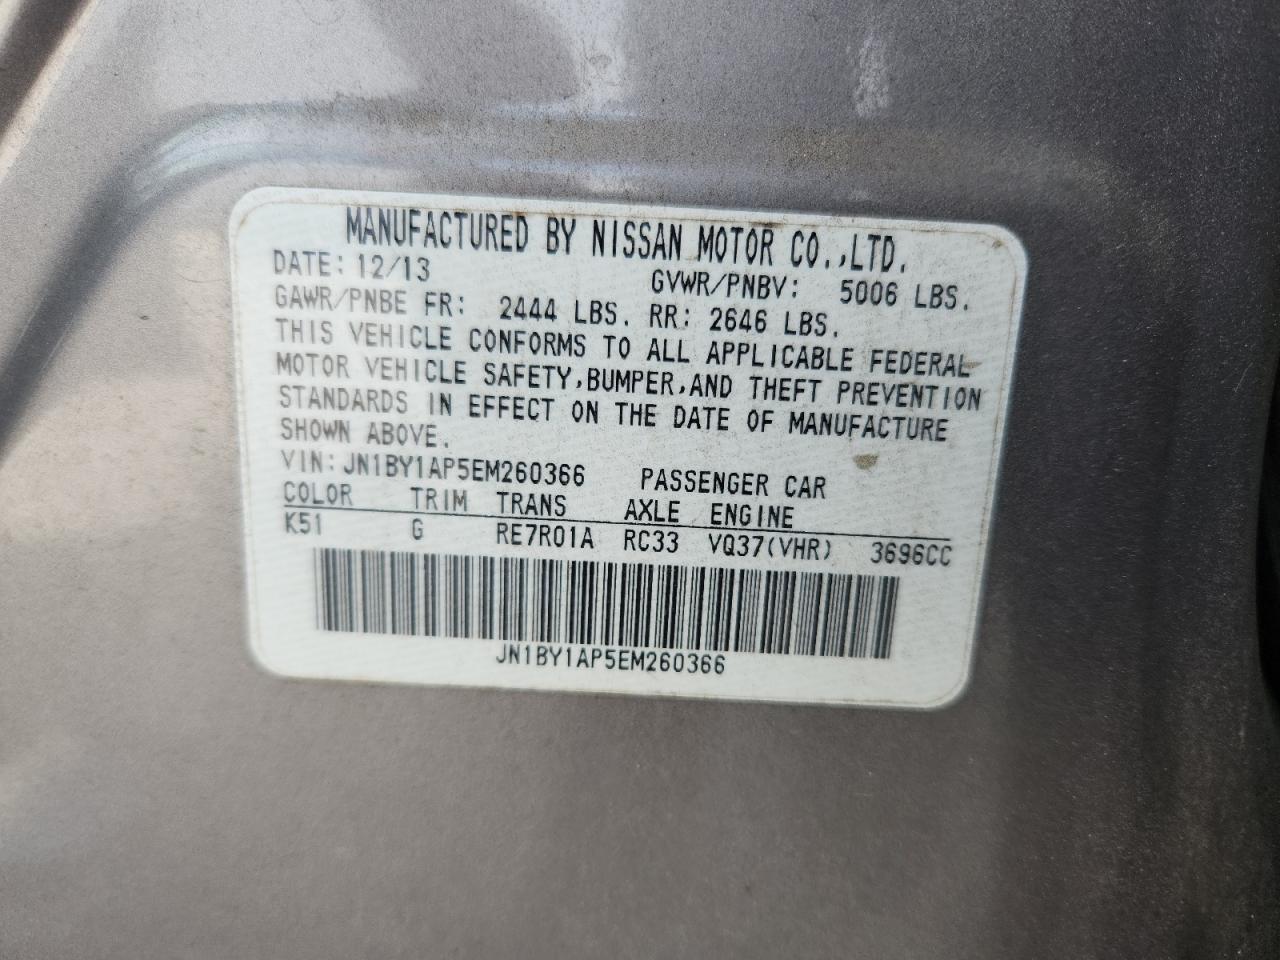 MANUFACTURED BY NISSAN MOTOR CO.,LTD.
DATE: 12/13 GVWR/PNBV: 5006 LBS.
GAWR/PNBE FR: 2444 LBS. RR: 2646 LBS.
THIS VEHICLE CONFORMS TO ALL APPLICABLE FEDERAL
MOTOR VEHICLE SAFETY,BUMPER,AND THEFT PREVENTION
STANDARDS IN EFFECT ON THE DATE OF MANUFACTURE
SHOWN ABOVE.
VIN: JN1BY1AP5EM260366 PASSENGER CAR
COLOR TRIM TRANS AXLE ENGINE
K51 G RE7R01A RC33 VQ37(VHR) 3696CC
JN1BY1AP5EM260366